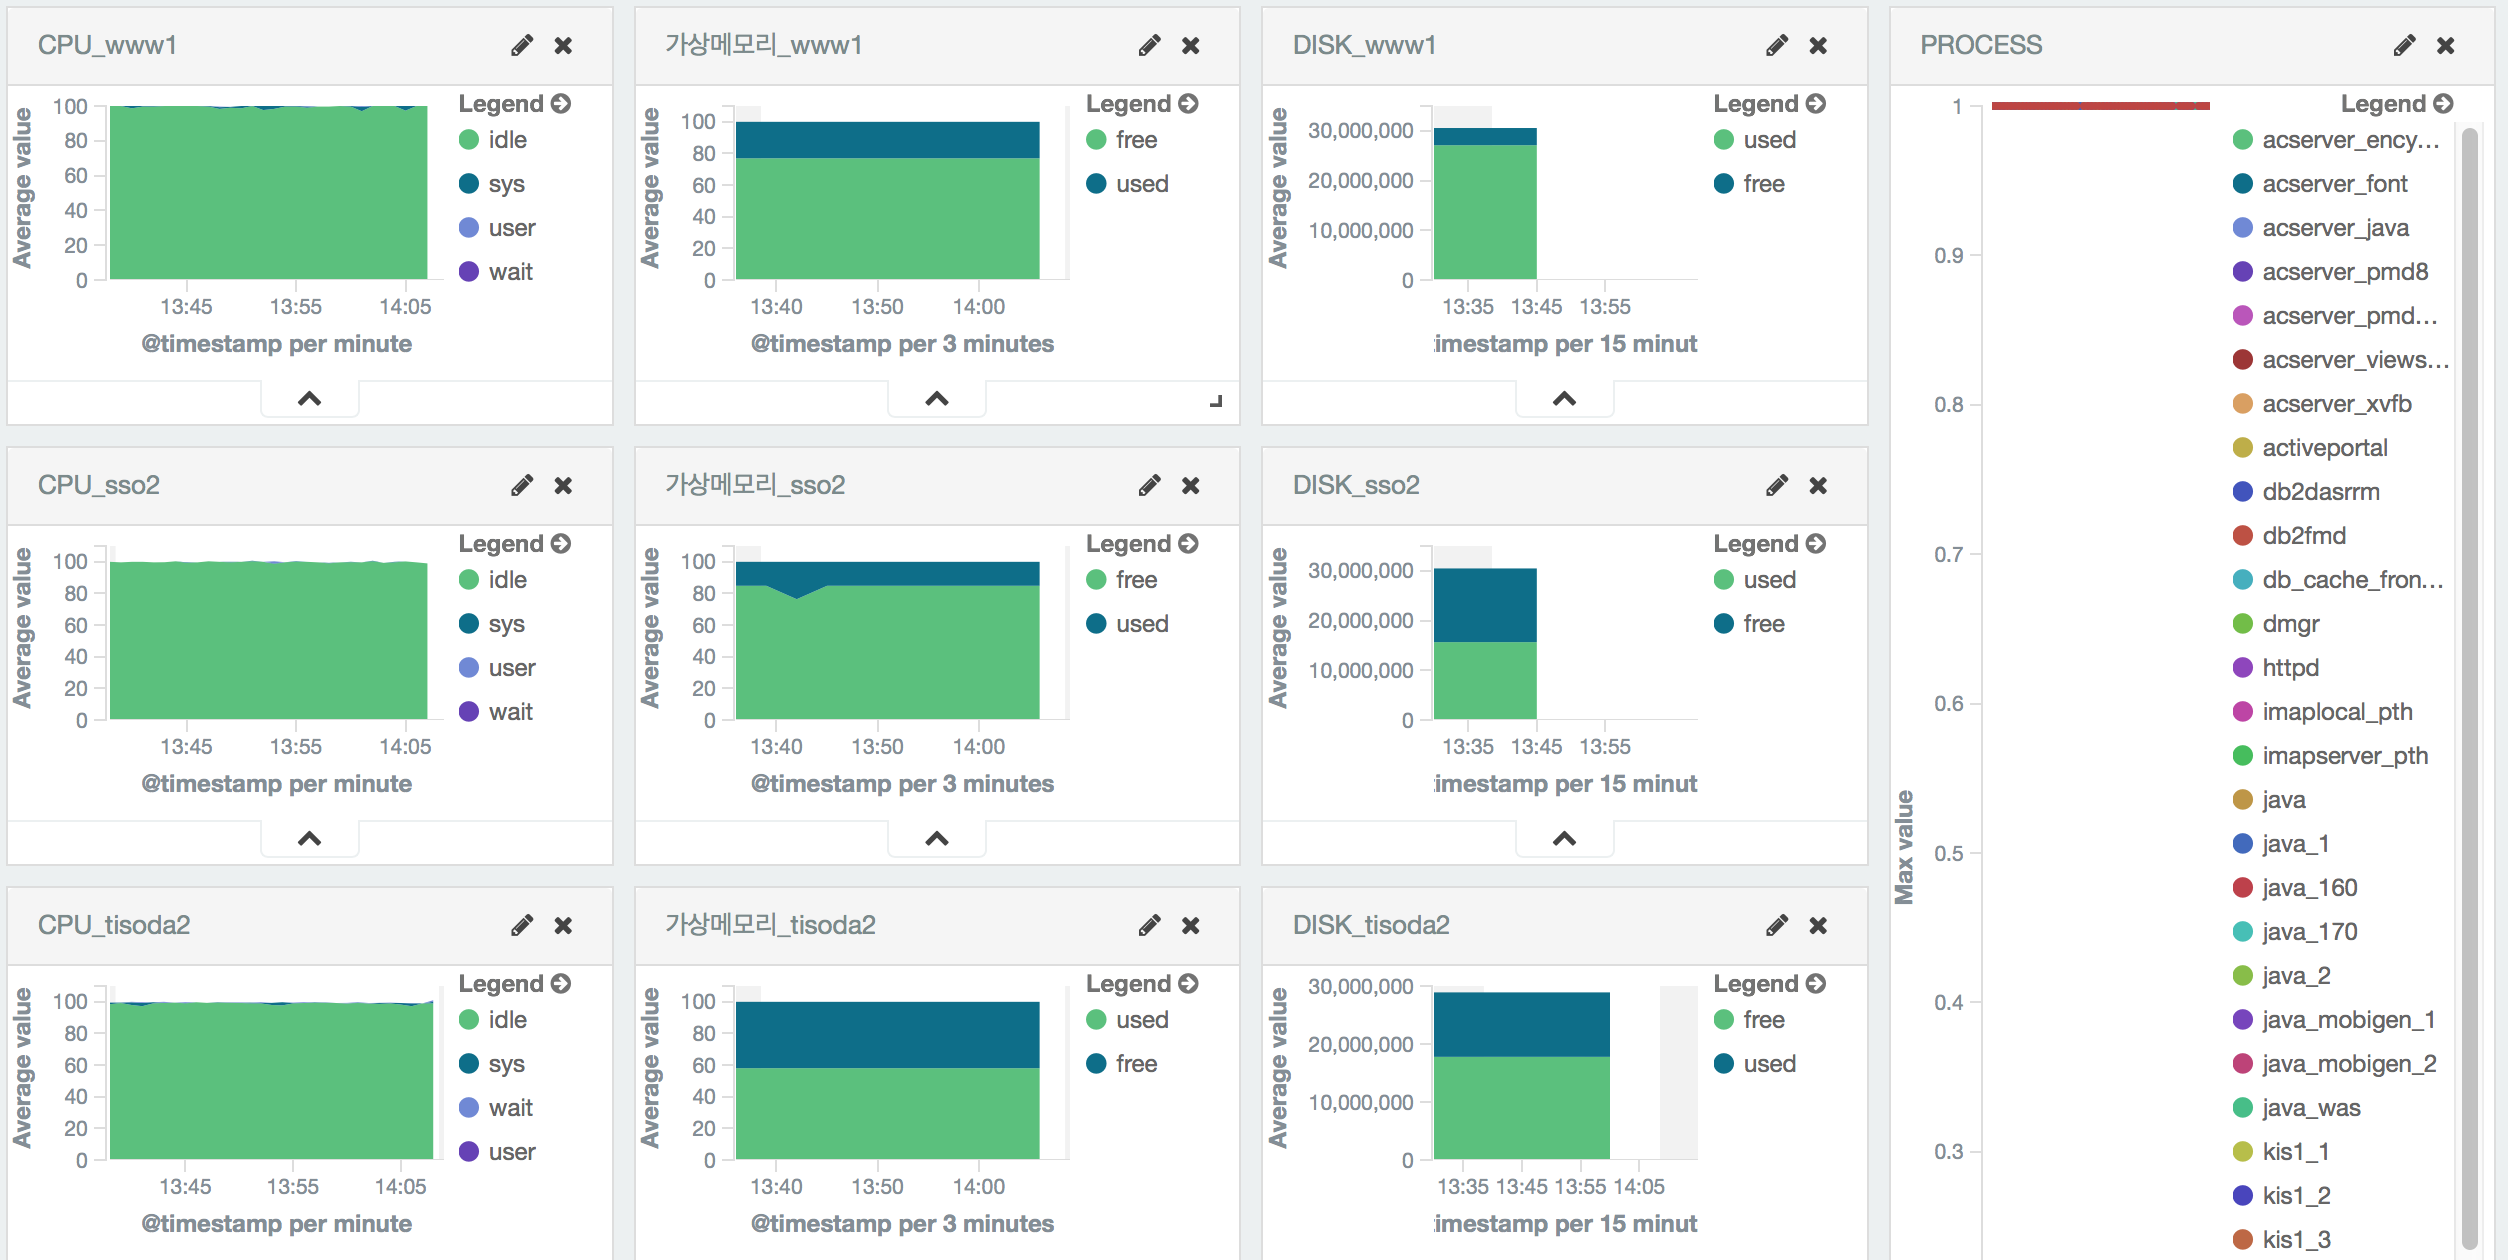 CPU_www1
Average value
100
80
60
40
20
0
13:45 13:55 14:05
@timestamp per minute
Legend
idle
sys
user
wait
가상메모리_www1
Average value
100
80
60
40
20
0
13:40 13:50 14:00
@timestamp per 3 minutes
Legend
free
used
DISK_www1
Average value
30,000,000
20,000,000
10,000,000
0
13:35 13:45 13:55
imestamp per 15 minut
Legend
used
free
CPU_sso2
Average value
100
80
60
40
20
0
13:45 13:55 14:05
@timestamp per minute
Legend
idle
sys
user
wait
가상메모리_sso2
Average value
100
80
60
40
20
0
13:40 13:50 14:00
@timestamp per 3 minutes
Legend
free
used
DISK_sso2
Average value
30,000,000
20,000,000
10,000,000
0
13:35 13:45 13:55
imestamp per 15 minut
Legend
used
free
CPU_tisoda2
Average value
100
80
60
40
20
0
13:45 13:55 14:05
@timestamp per minute
Legend
idle
sys
wait
user
가상메모리_tisoda2
Average value
100
80
60
40
20
0
13:40 13:50 14:00
@timestamp per 3 minutes
Legend
used
free
DISK_tisoda2
Average value
30,000,000
20,000,000
10,000,000
0
13:35 13:45 13:55 14:05
imestamp per 15 minut
Legend
free
used
PROCESS
Max value
1
0.9
0.8
0.7
0.6
0.5
0.4
0.3
Legend
acserver_ency...
acserver_font
acserver_java
acserver_pmd8
acserver_pmd...
acserver_views...
acserver_xvfb
activeportal
db2dasrrm
db2fmd
db_cache_fron...
dmgr
httpd
imaplocal_pth
imapserver_pth
java
java_1
java_160
java_170
java_2
java_mobigen_1
java_mobigen_2
java_was
kis1_1
kis1_2
kis1_3